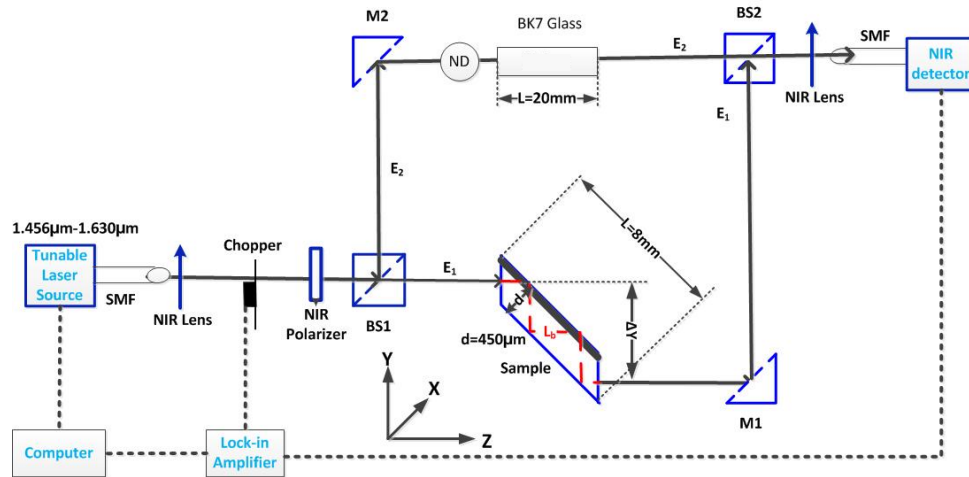 M2
BK7 Glass
BS2
ND
E2
SMF
NIR
detector
L=20mm
NIR Lens
E1
E2
1.456µm-1.630µm
Tunable
Laser
Source
SMF
NIR Lens
Chopper
NIR
Polarizer
BS1
E1
L=8mm
d
d=450µm
Lb
Sample
ΔY
M1
Y
X
Z
Computer
Lock-in
Amplifier